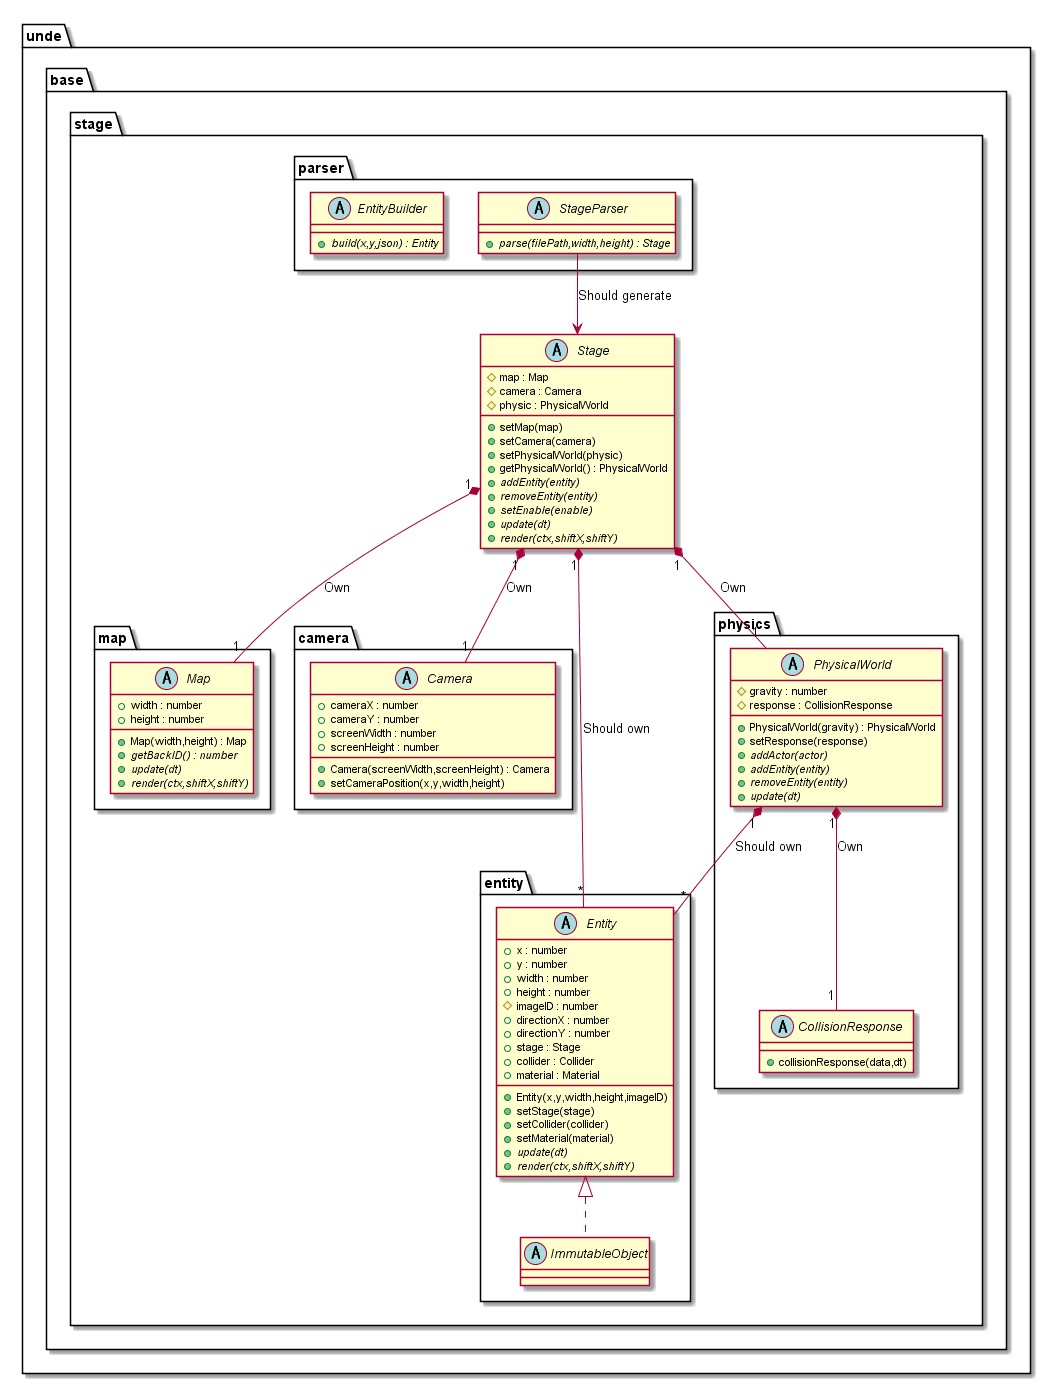 unde
base
stage
parser
A EntityBuilder
build(x,y,json) : Entity
A StageParser
parse(filePath,width,height) : Stage
Should generate
A Stage
map : Map
camera : Camera
physic : PhysicalWorld
setMap(map)
setCamera(camera)
setPhysicalWorld(physic)
getPhysicalWorld() : PhysicalWorld
addEntity(entity)
removeEntity(entity)
setEnable(enable)
update(dt)
render(ctx,shiftX,shiftY)
1
1
1
1
Own
Own
Should own
Own
map
1
A Map
width : number
height : number
Map(width,height) : Map
getBackID() : number
update(dt)
render(ctx,shiftX,shiftY)
camera
1
A Camera
cameraX : number
cameraY : number
screenWidth : number
screenHeight : number
Camera(screenWidth,screenHeight) : Camera
setCameraPosition(x,y,width,height)
physics
1
A PhysicalWorld
gravity : number
response : CollisionResponse
PhysicalWorld(gravity) : PhysicalWorld
setResponse(response)
addActor(actor)
addEntity(entity)
removeEntity(entity)
update(dt)
1
1
Should own
Own
entity
*
*
A Entity
x : number
y : number
width : number
height : number
imageID : number
directionX : number
directionY : number
stage : Stage
collider : Collider
material : Material
Entity(x,y,width,height,imageID)
setStage(stage)
setCollider(collider)
setMaterial(material)
update(dt)
render(ctx,shiftX,shiftY)
1
A CollisionResponse
collisionResponse(data,dt)
A ImmutableObject